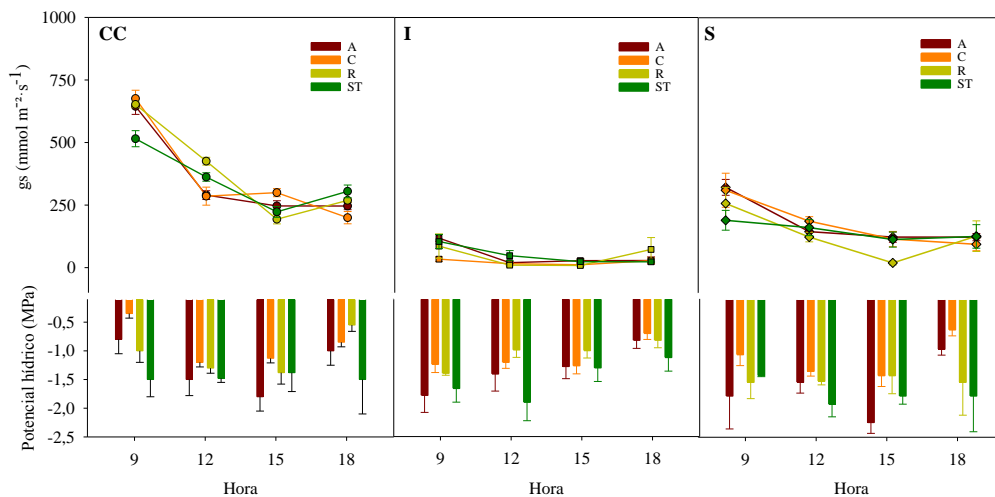 gs (mmol m⁻²·s⁻¹)
1000
750
500
250
0
CC
A
C
R
ST
I
A
C
R
ST
S
A
C
R
ST
Potencial hídrico (MPa)
-0,5
-1,0
-1,5
-2,0
-2,5
9 12 15 18
9 12 15 18
9 12 15 18
Hora
Hora
Hora